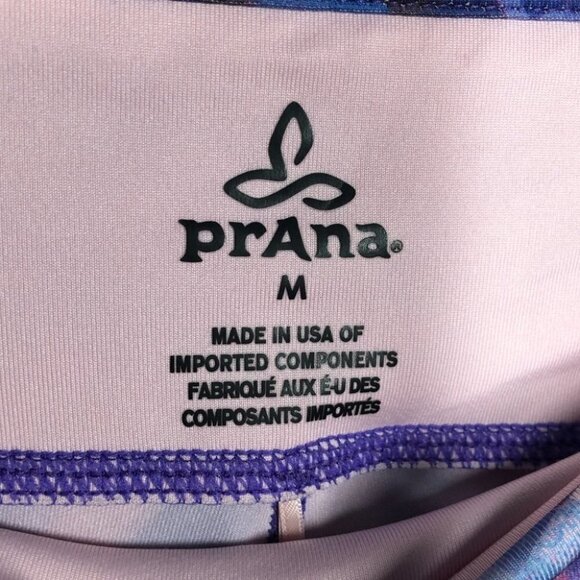 prAna®
M
MADE IN USA OF
IMPORTED COMPONENTS
FABRIQUÉ AUX É-U DES
COMPOSANTS IMPORTÉS